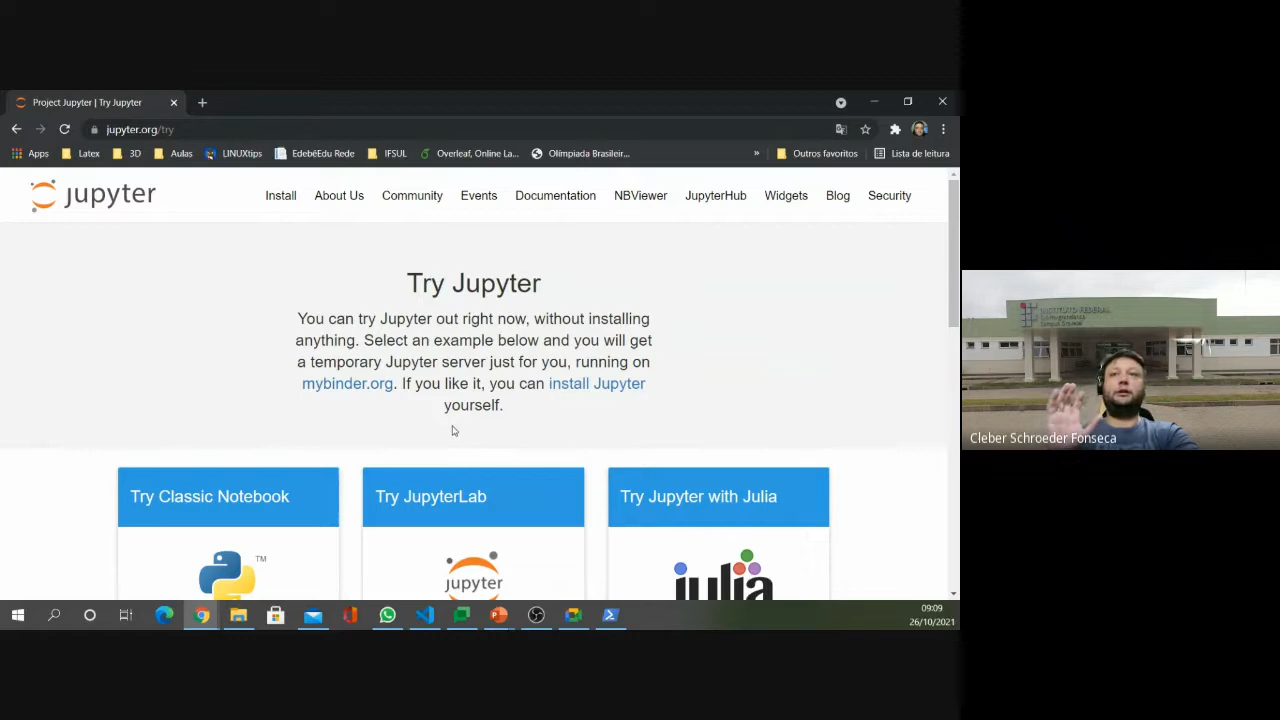 Project Jupyter | Try Jupyter
jupyter.org/try
Apps Latex 3D Aulas LINUXtips EdebêEdu Rede IFSUL Overleaf, Online La... Olímpiada Brasileir... » Outros favoritos Lista de leitura
jupyter Install About Us Community Events Documentation NBViewer JupyterHub Widgets Blog Security
Try Jupyter
You can try Jupyter out right now, without installing
anything. Select an example below and you will get
a temporary Jupyter server just for you, running on
mybinder.org. If you like it, you can install Jupyter
yourself.
Try Classic Notebook Try JupyterLab Try Jupyter with Julia
TM
jupyter
julia
09:09
26/10/2021
INSTITUTO FEDERAL
Cleber Schroeder Fonseca